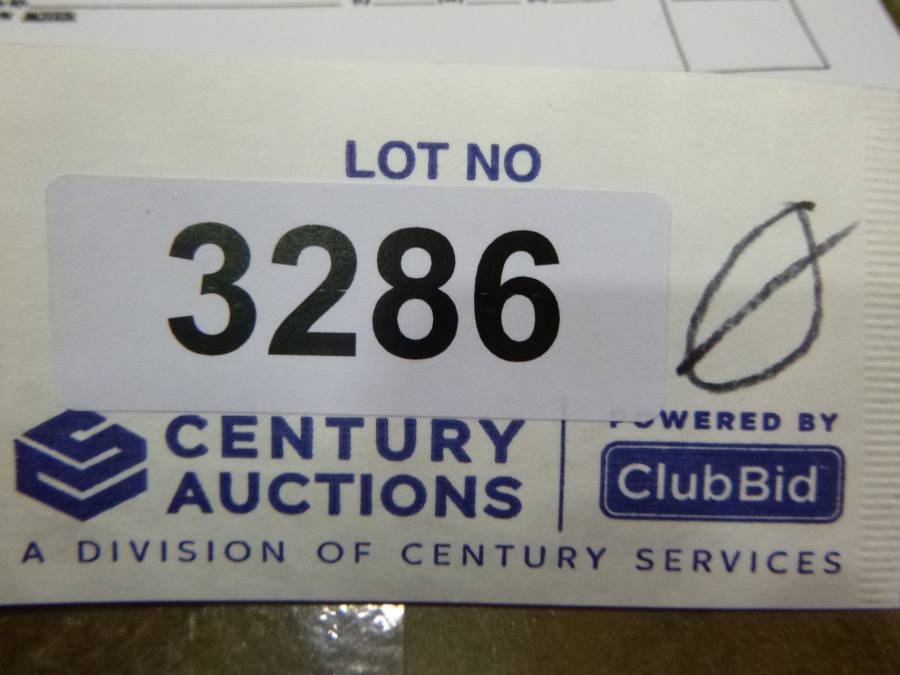 LOT NO
3286 Ø
CENTURY
AUCTIONS
POWERED BY
ClubBid
A DIVISION OF CENTURY SERVICES